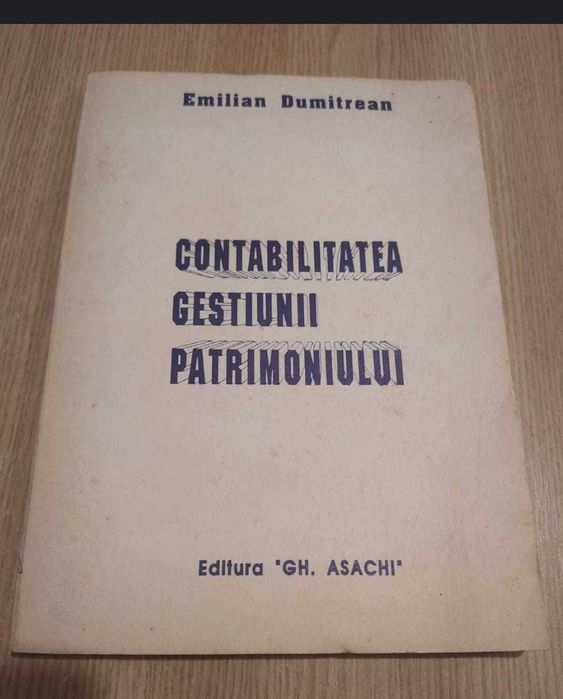 Emilian Dumitrean
CONTABILITATEA
GESTIUNII
PATRIMONIULUI
Editura "GH. ASACHI"